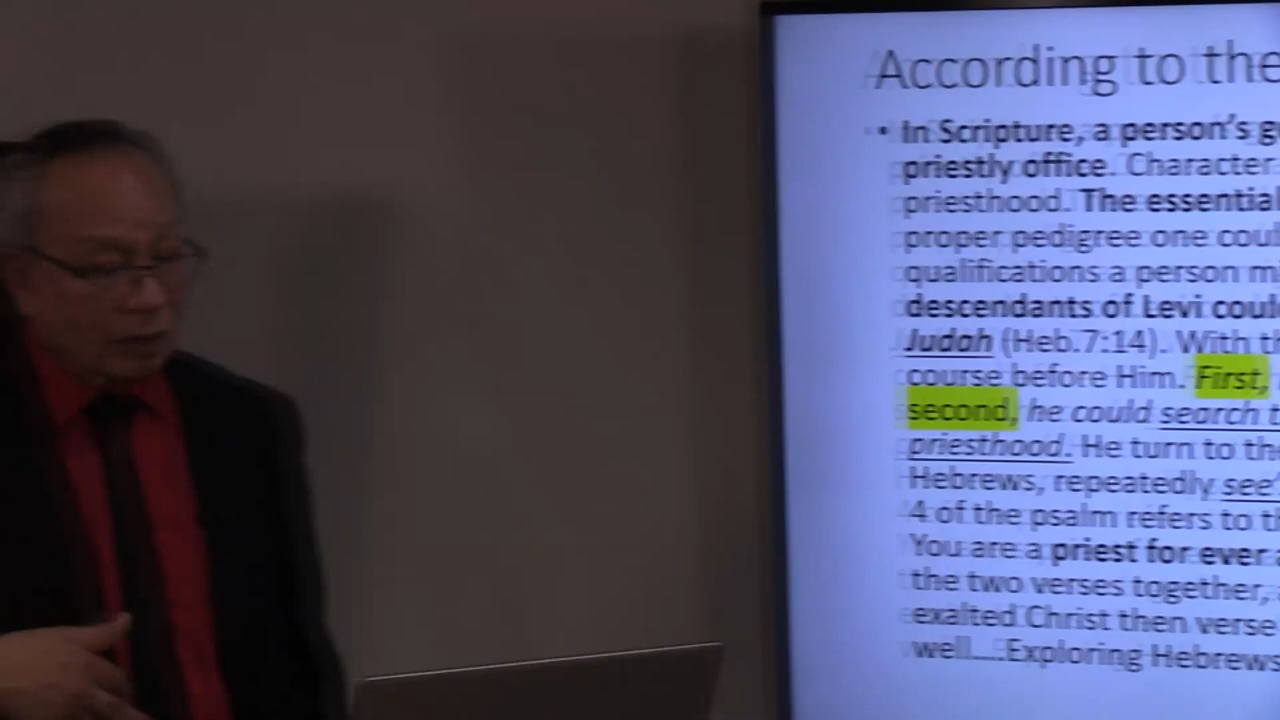 According to the
• In Scripture, a person's g
priestly office. Character
priesthood. The essential
proper pedigree one coul
qualifications a person mi
descendants of Levi coul
Judah (Heb.7:14). With th
course before Him. First,
second, he could search t
priesthood. He turn to the
Hebrews, repeatedly see
4 of the psalm refers to th
You are a priest for ever
the two verses together,
exalted Christ then verse
well....Exploring Hebrews